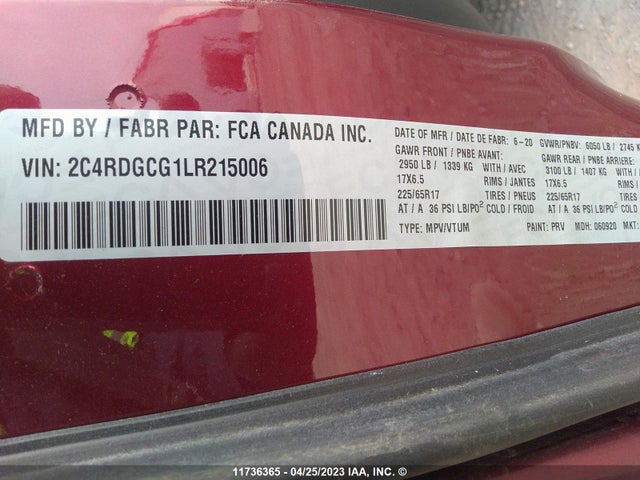 MFD BY / FABR PAR: FCA CANADA INC.
VIN: 2C4RDGCG1LR215006
DATE OF MFR / DATE DE FABR: 6-20 GVWR/PNBV: 6050 LB / 2745
GAWR FRONT / PNBE AVANT: GAWR REAR / PNBE ARRIERE:
2950 LB / 1339 KG WITH / AVEC 3100 LB / 1407 KG WITH
17X6.5 RIMS / JANTES 17X6.5
225/65R17 TIRES / PNEUS 225/65R17
AT / A 36 PSI LB/PO² COLD / FROID AT / A 36 PSI LB/PO² COLD
TYPE: MPV/VTUM PAINT: PRV MDH: 060920 MKT:
11736365 - 04/25/2023 IAA, INC. ©